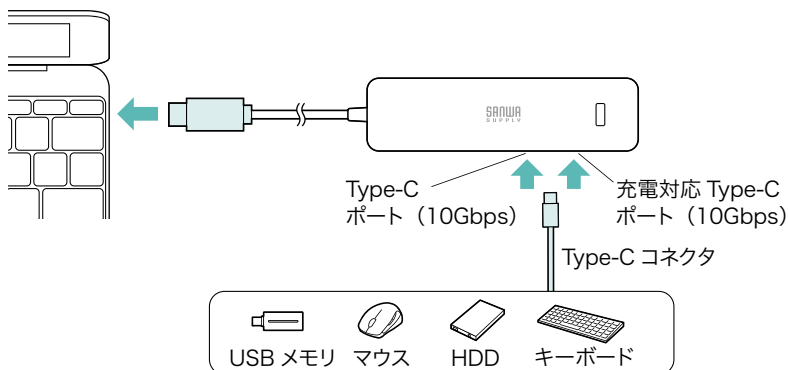 SANWA
SUPPLY
Type-C
ポート（10Gbps）
充電対応 Type-C
ポート（10Gbps）
Type-C コネクタ
USB メモリ マウス HDD キーボード